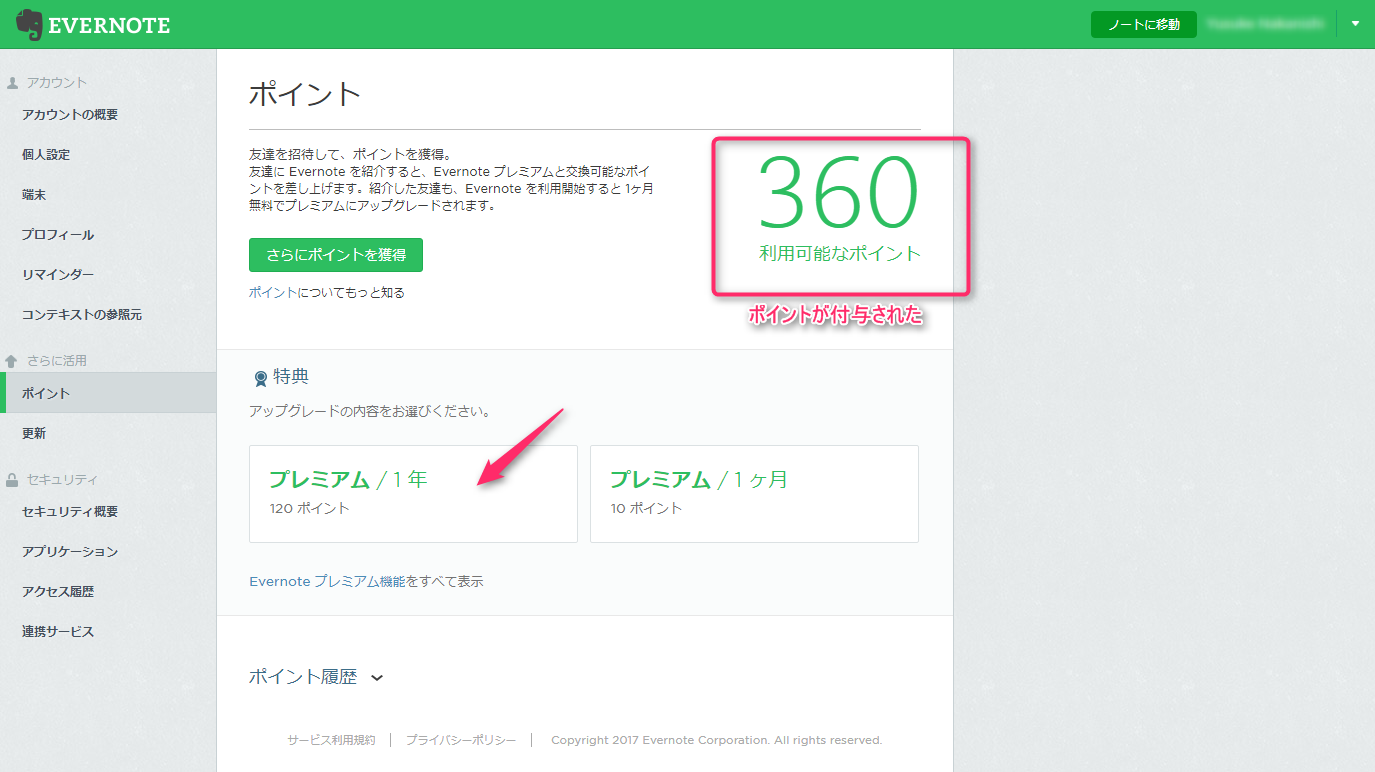 EVERNOTE
ノートに移動
アカウント
アカウントの概要
個人設定
端末
プロフィール
リマインダー
コンテキストの参照元
さらに活用
ポイント
更新
セキュリティ
セキュリティ概要
アプリケーション
アクセス履歴
連携サービス
ポイント
友達を招待して、ポイントを獲得。
友達に Evernote を紹介すると、Evernote プレミアムと交換可能なポイ
ントを差し上げます。紹介した友達も、Evernote を利用開始すると 1ヶ月
無料でプレミアムにアップグレードされます。
さらにポイントを獲得
ポイントについてもっと知る
360
利用可能なポイント
ポイントが付与された
特典
アップグレードの内容をお選びください。
プレミアム / 1 年
120 ポイント
プレミアム / 1 ヶ月
10 ポイント
Evernote プレミアム機能をすべて表示
ポイント履歴
サービス利用規約
プライバシーポリシー
Copyright 2017 Evernote Corporation. All rights reserved.